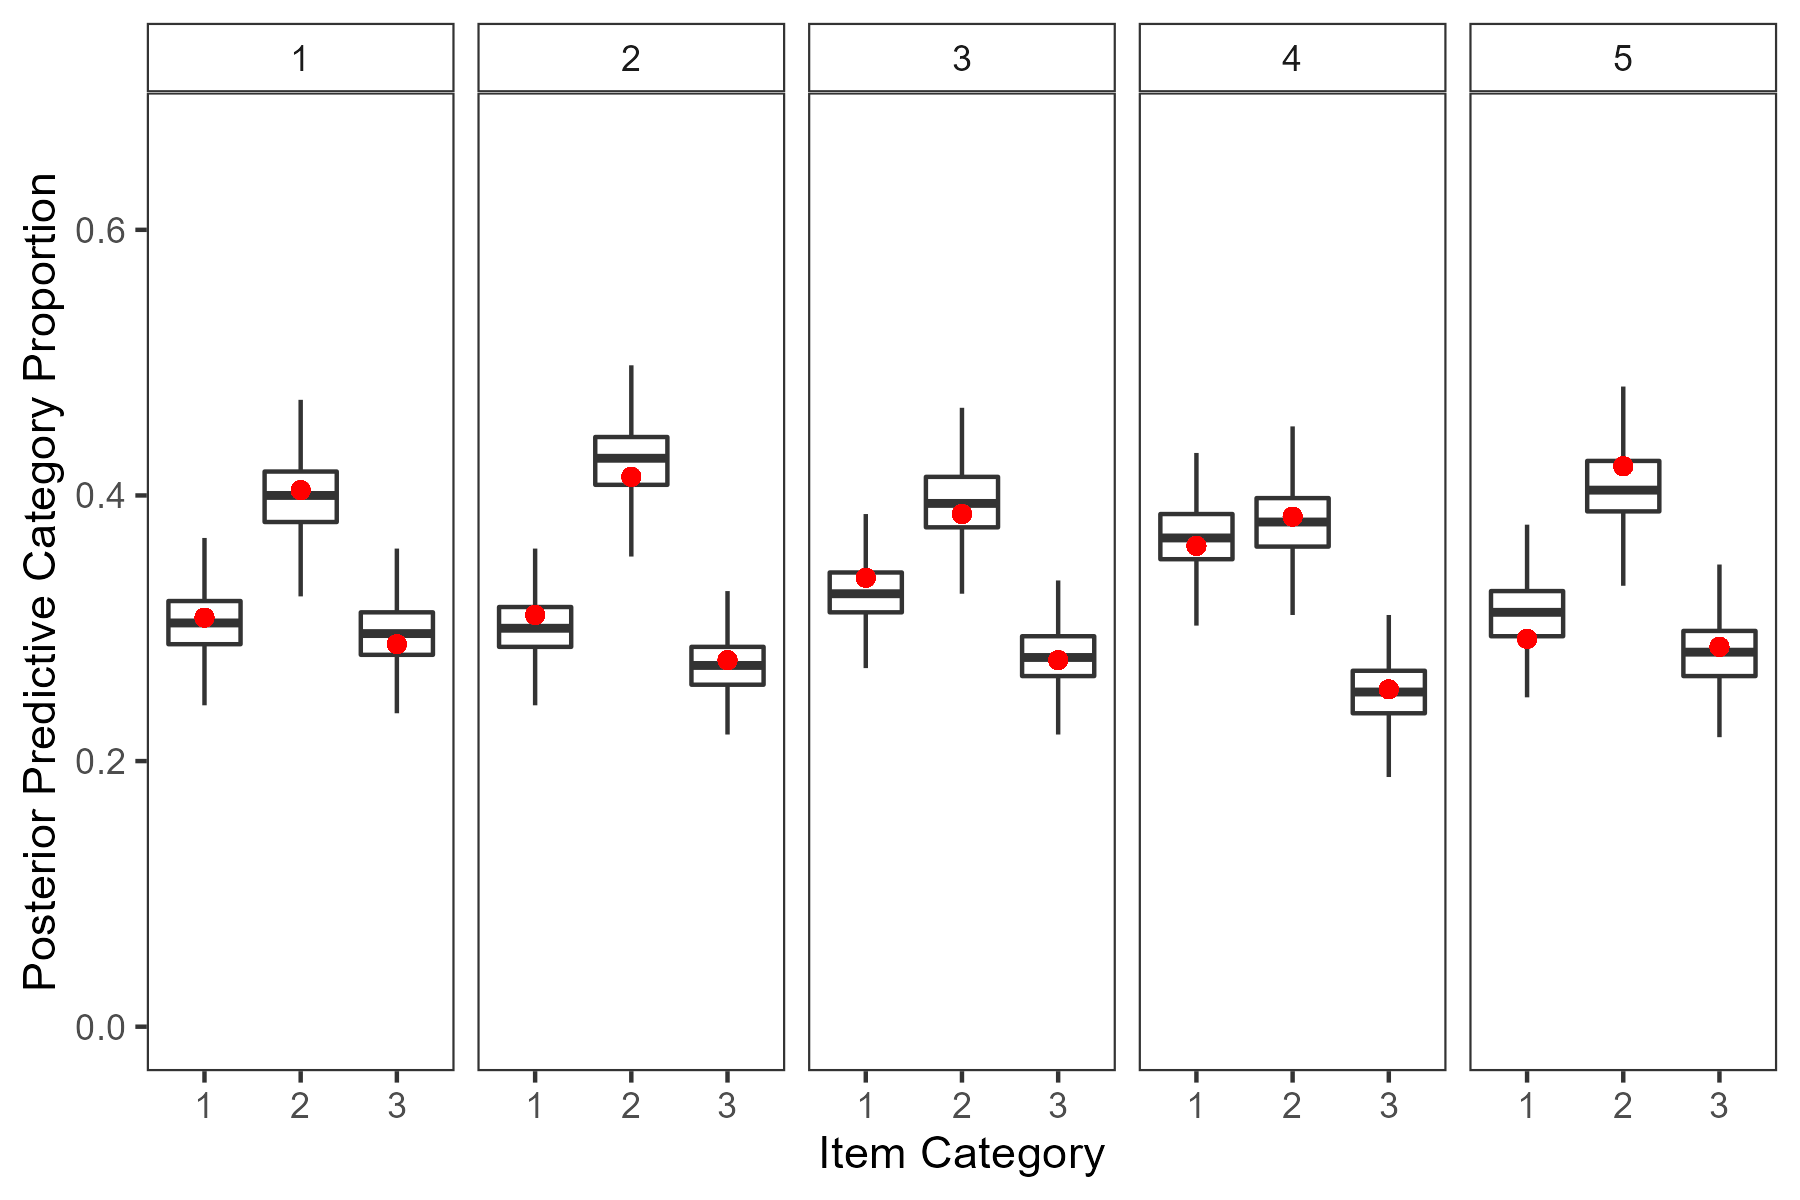 1 2 3 4 5
Posterior Predictive Category Proportion
0.6
0.4
0.2
0.0
1 2 3 1 2 3 1 2 3 1 2 3 1 2 3
Item Category